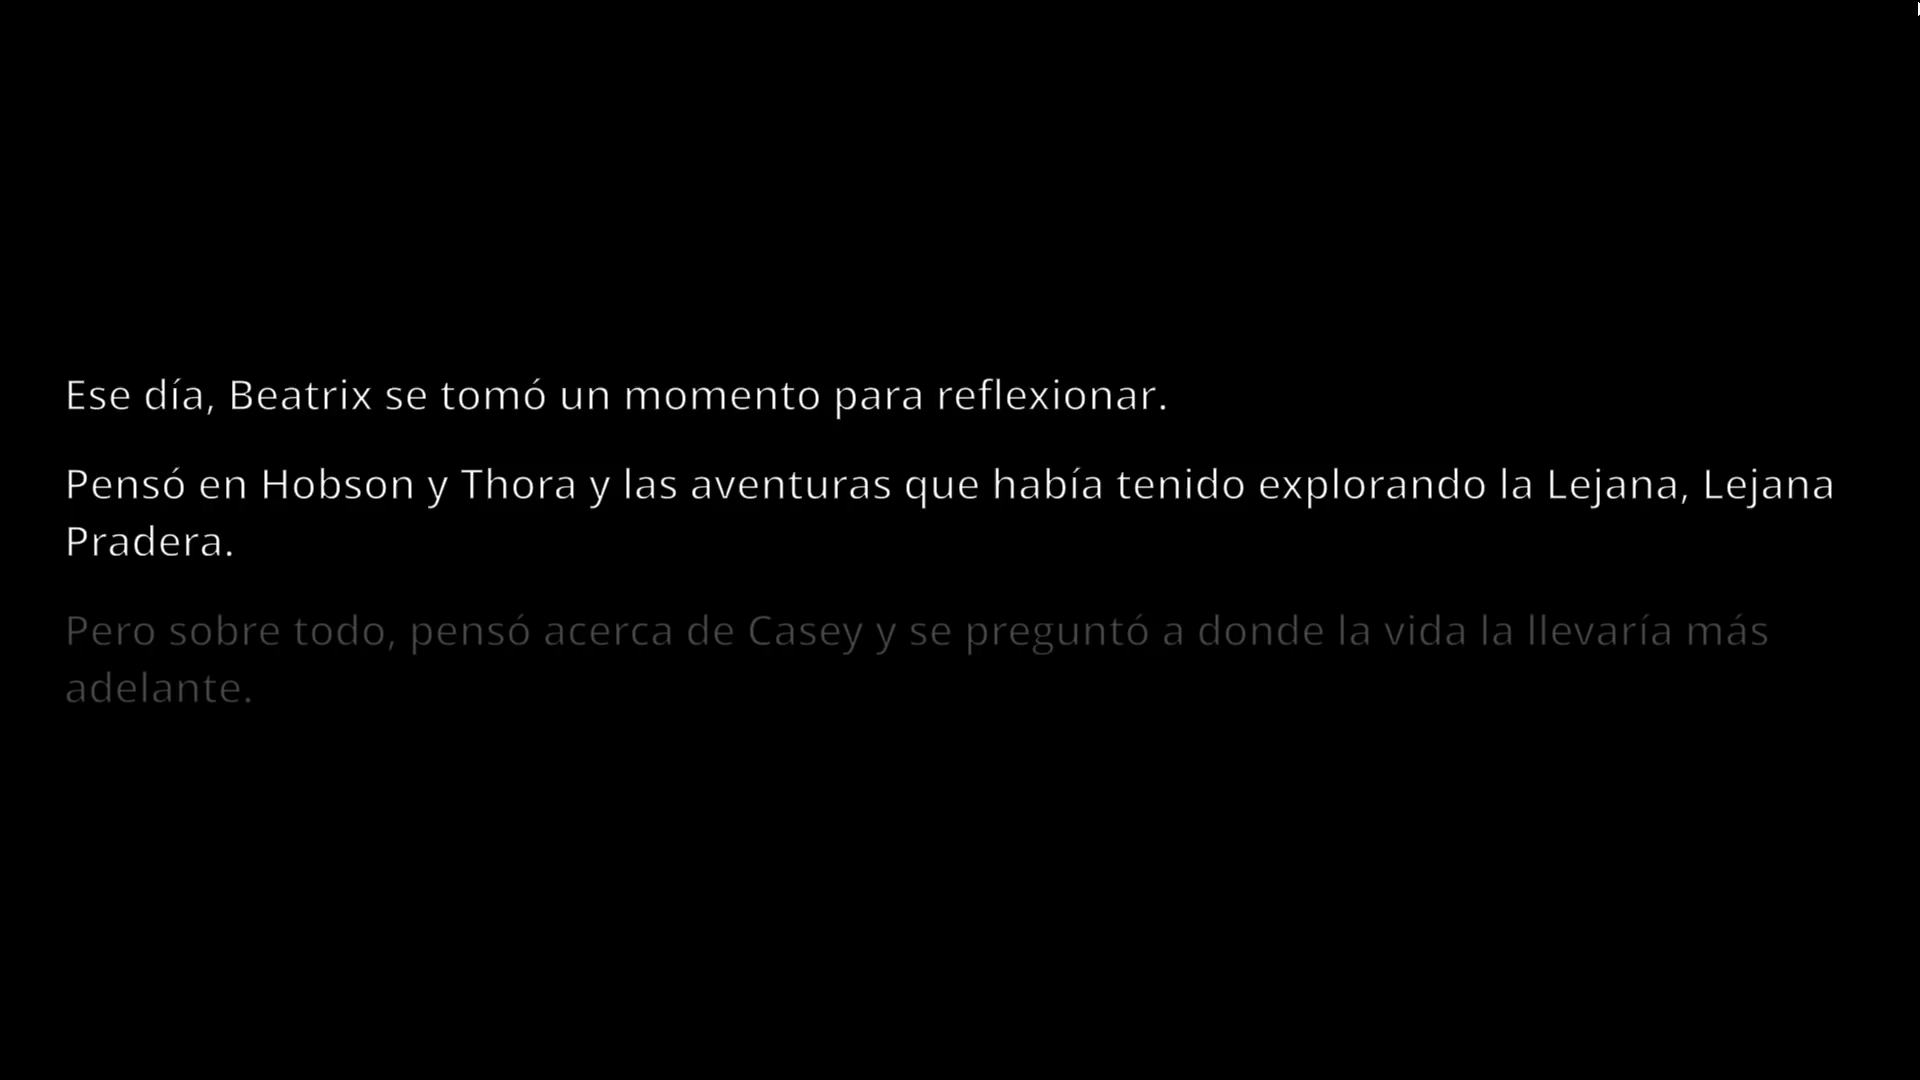 Ese día, Beatrix se tomó un momento para reflexionar.
Pensó en Hobson y Thora y las aventuras que había tenido explorando la Lejana, Lejana
Pradera.
Pero sobre todo, pensó acerca de Casey y se preguntó a donde la vida la llevaría más
adelante.